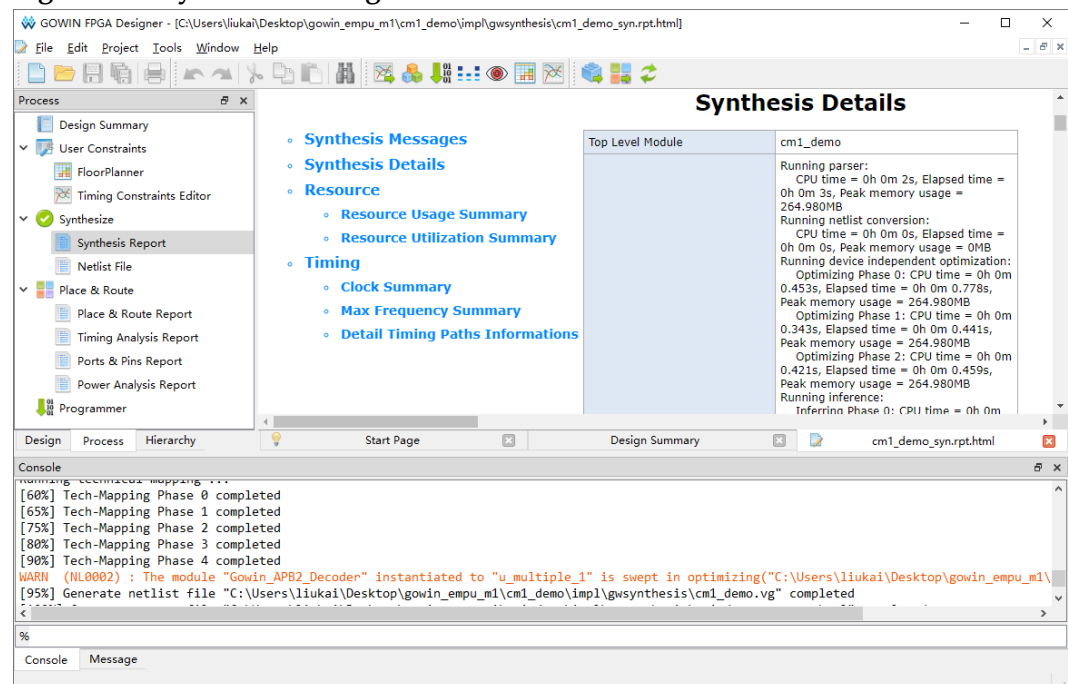 GOWIN FPGA Designer - [C:\Users\liukai\Desktop\gowin_empu_m1\cm1_demo\impl\gwsynthesis\cm1_demo_syn.rpt.html]
File Edit Project Tools Window Help
Process
Design Summary
User Constraints
FloorPlanner
Timing Constraints Editor
Synthesize
Synthesis Report
Netlist File
Place & Route
Place & Route Report
Timing Analysis Report
Ports & Pins Report
Power Analysis Report
Programmer
Design Process Hierarchy
Synthesis Messages
Synthesis Details
Resource
Resource Usage Summary
Resource Utilization Summary
Timing
Clock Summary
Max Frequency Summary
Detail Timing Paths Informations
Synthesis Details
Top Level Module
cm1_demo
Running parser:
CPU time = 0h 0m 2s, Elapsed time =
0h 0m 3s, Peak memory usage =
264.980MB
Running netlist conversion:
CPU time = 0h 0m 0s, Elapsed time =
0h 0m 0s, Peak memory usage = 0MB
Running device independent optimization:
Optimizing Phase 0: CPU time = 0h 0m
0.453s, Elapsed time = 0h 0m 0.778s,
Peak memory usage = 264.980MB
Optimizing Phase 1: CPU time = 0h 0m
0.343s, Elapsed time = 0h 0m 0.441s,
Peak memory usage = 264.980MB
Optimizing Phase 2: CPU time = 0h 0m
0.421s, Elapsed time = 0h 0m 0.459s,
Peak memory usage = 264.980MB
Running inference:
Inferring Phase 0: CPU time = 0h 0m
Start Page Design Summary cm1_demo_syn.rpt.html
Console
Running technical mapping ...
[60%] Tech-Mapping Phase 0 completed
[65%] Tech-Mapping Phase 1 completed
[75%] Tech-Mapping Phase 2 completed
[80%] Tech-Mapping Phase 3 completed
[90%] Tech-Mapping Phase 4 completed
WARN (NL0002) : The module "Gowin_APB2_Decoder" instantiated to "u_multiple_1" is swept in optimizing("C:\Users\liukai\Desktop\gowin_empu_m1\
[95%] Generate netlist file "C:\Users\liukai\Desktop\gowin_empu_m1\cm1_demo\impl\gwsynthesis\cm1_demo.vg" completed
%
Console Message